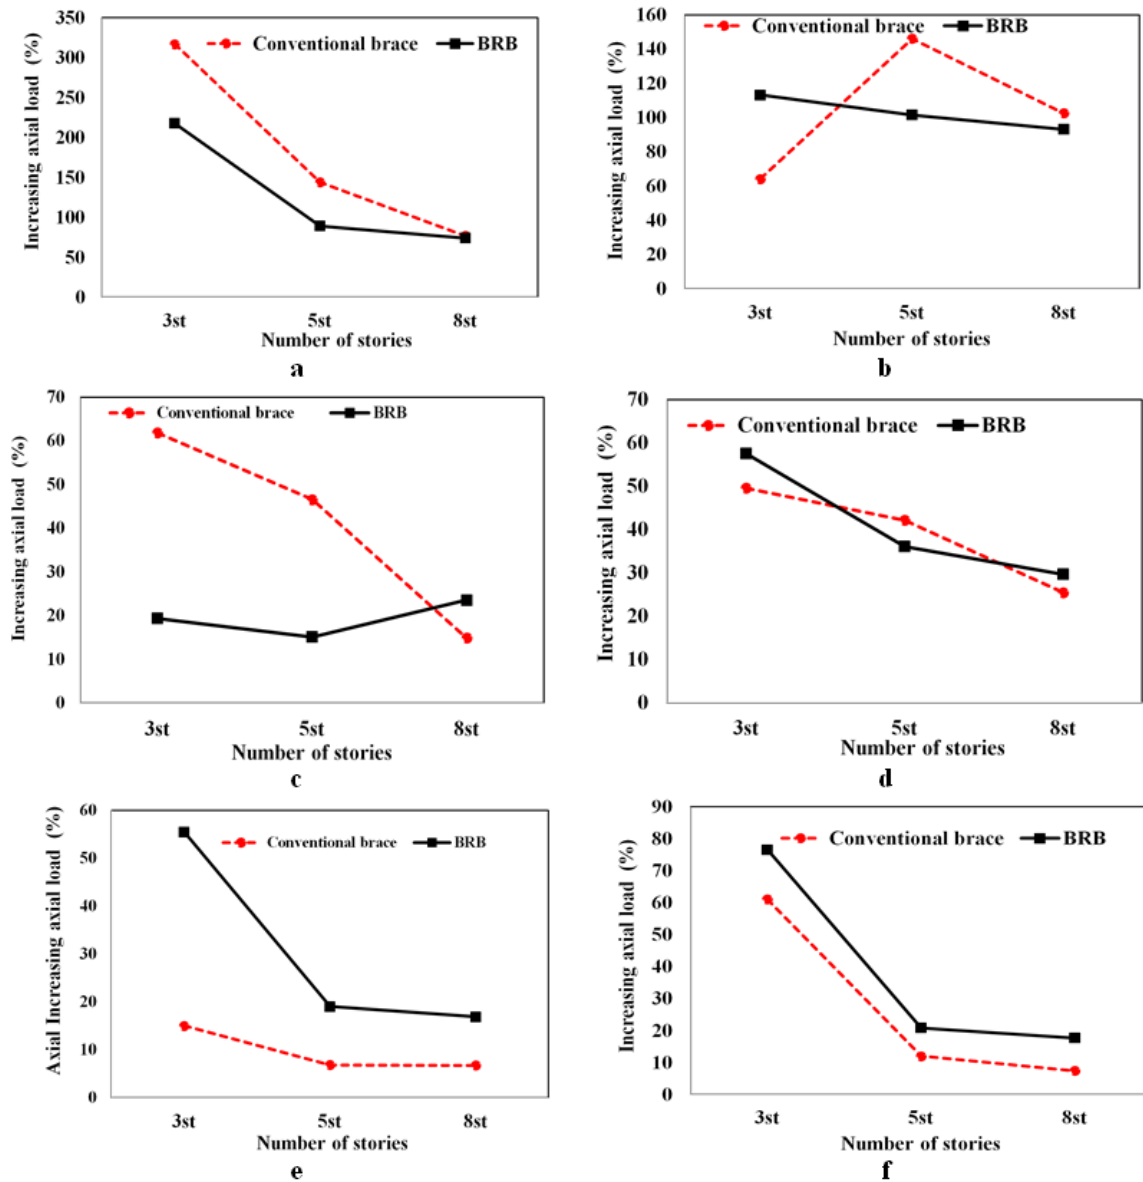 350
300
250
200
150
100
50
0
Increasing axial load (%)
Conventional brace BRB
3st 5st 8st
Number of stories
a
160
140
120
100
80
60
40
20
0
Increasing axial load (%)
Conventional brace BRB
3st 5st 8st
Number of stories
b
70
60
50
40
30
20
10
0
Increasing axial load (%)
Conventional brace BRB
3st 5st 8st
Number of stories
c
70
60
50
40
30
20
10
0
Increasing axial load (%)
Conventional brace BRB
3st 5st 8st
Number of stories
d
60
50
40
30
20
10
0
Axial Increasing axial load (%)
Conventional brace BRB
3st 5st 8st
Number of stories
e
90
80
70
60
50
40
30
20
10
0
Increasing axial load (%)
Conventional brace BRB
3st 5st 8st
Number of stories
f